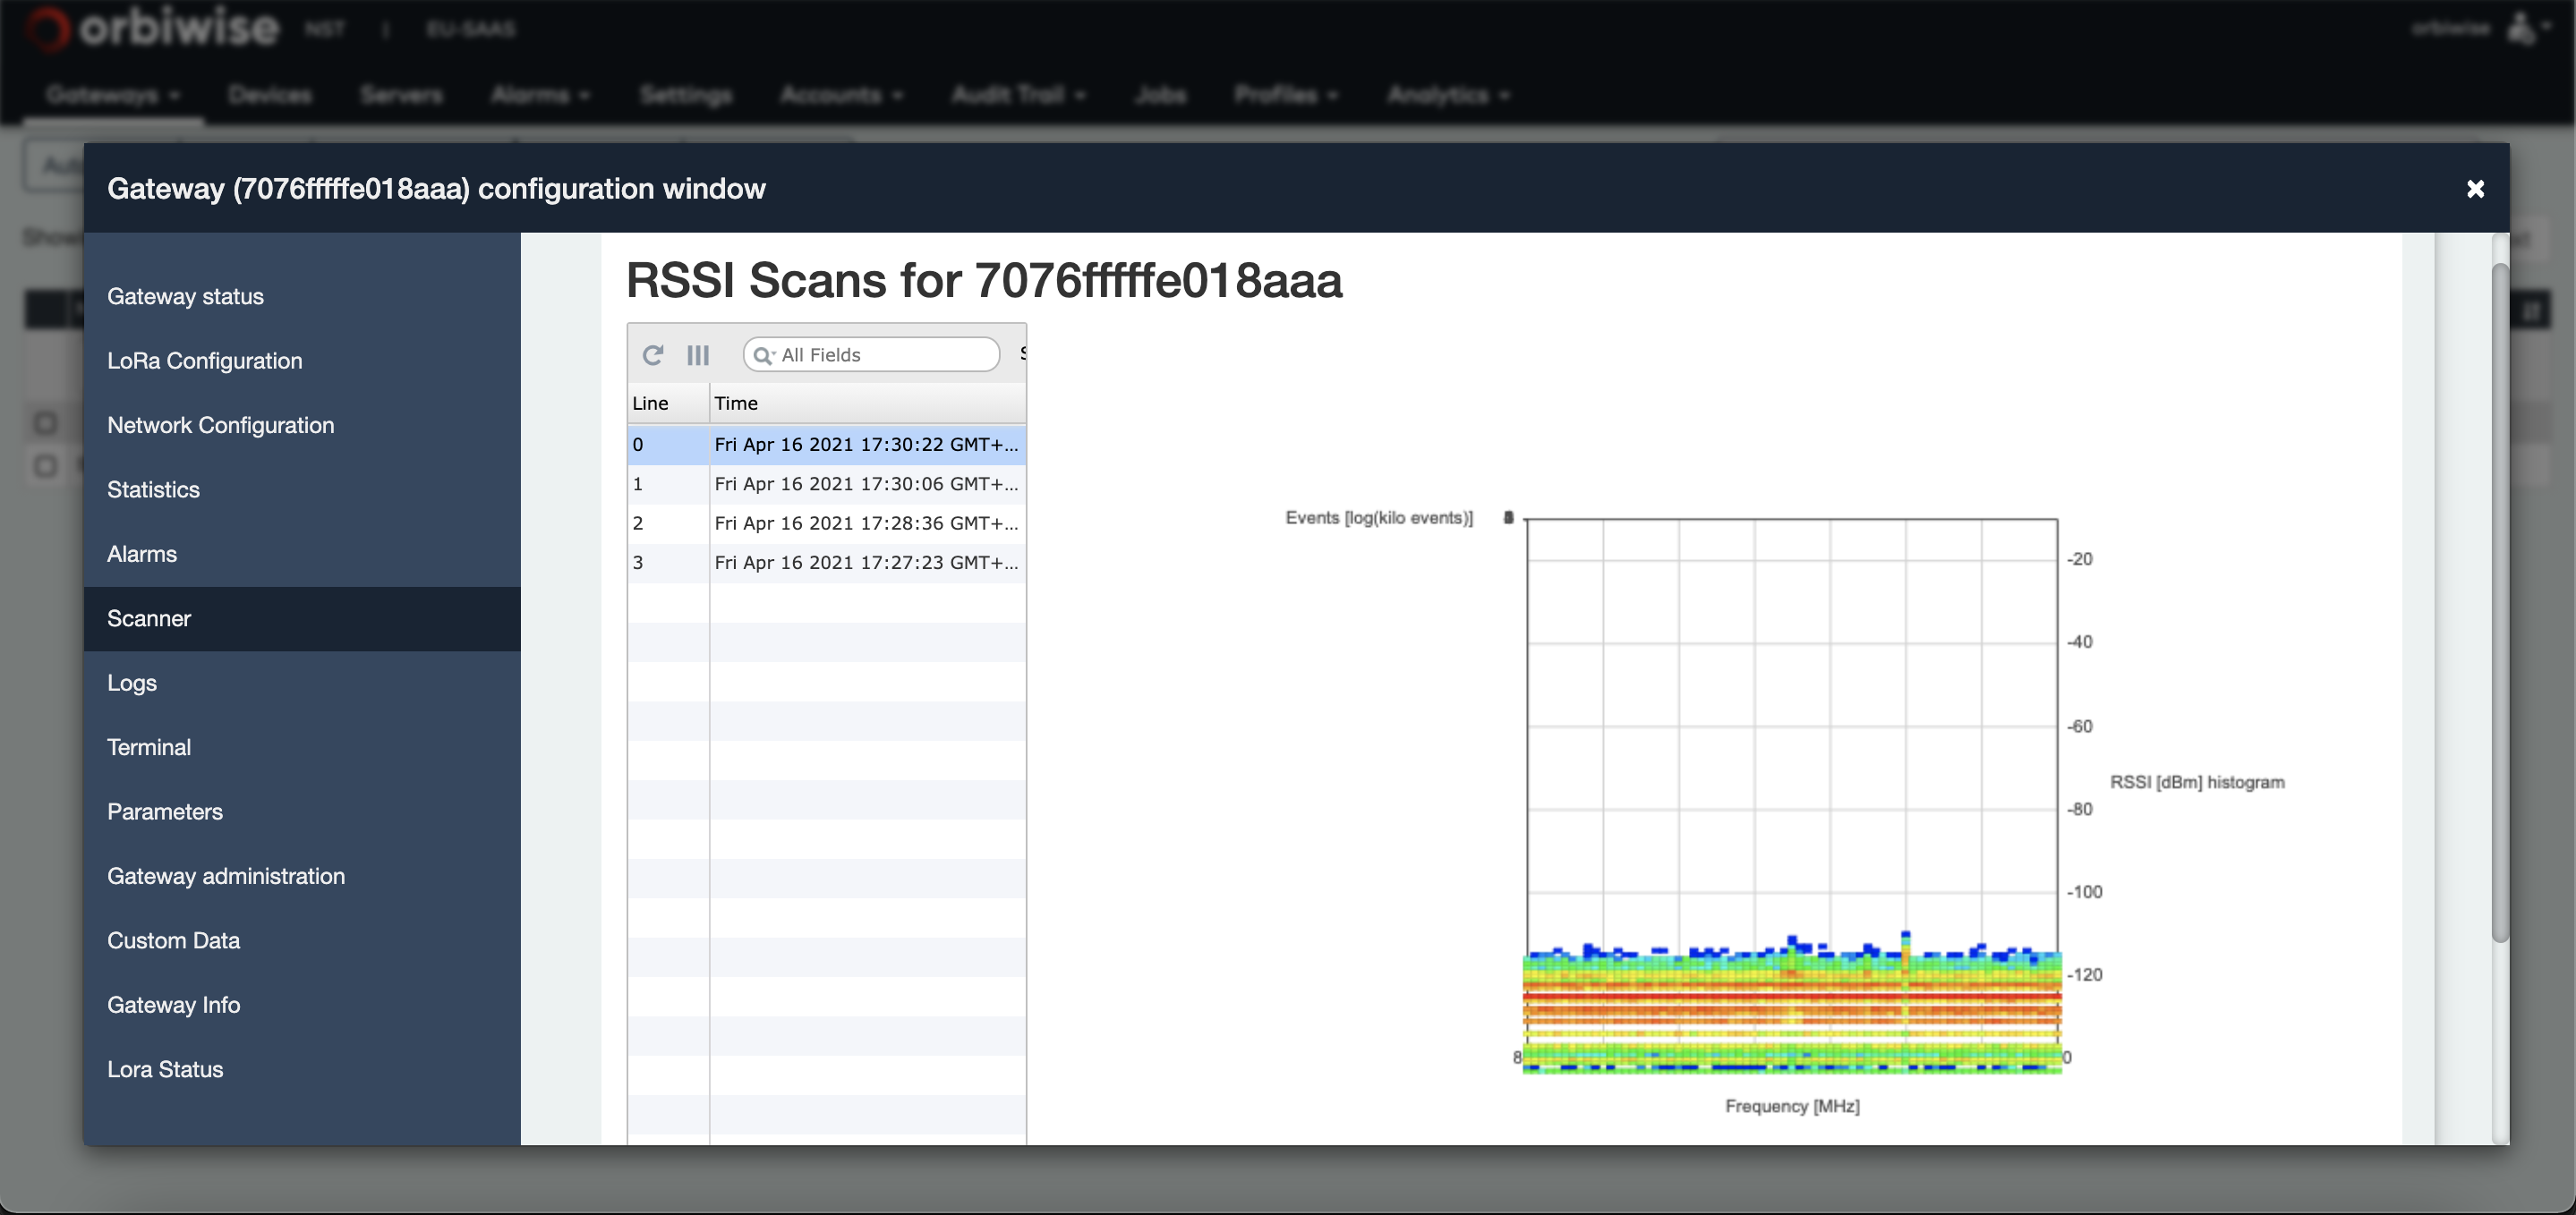 orbiwise NST | EU-SAAS
orbiwise
Gateways Devices Servers Alarms Settings Accounts Audit Trail Jobs Profiles Analytics
Gateway (7076fffffe018aaa) configuration window
Gateway status
LoRa Configuration
Network Configuration
Statistics
Alarms
Scanner
Logs
Terminal
Parameters
Gateway administration
Custom Data
Gateway Info
Lora Status
RSSI Scans for 7076fffffe018aaa
All Fields
Line Time
0 Fri Apr 16 2021 17:30:22 GMT+...
1 Fri Apr 16 2021 17:30:06 GMT+...
2 Fri Apr 16 2021 17:28:36 GMT+...
3 Fri Apr 16 2021 17:27:23 GMT+...
Events [log(kilo events)]
-20
-40
-60
-80
-100
-120
RSSI [dBm] histogram
8
0
Frequency [MHz]